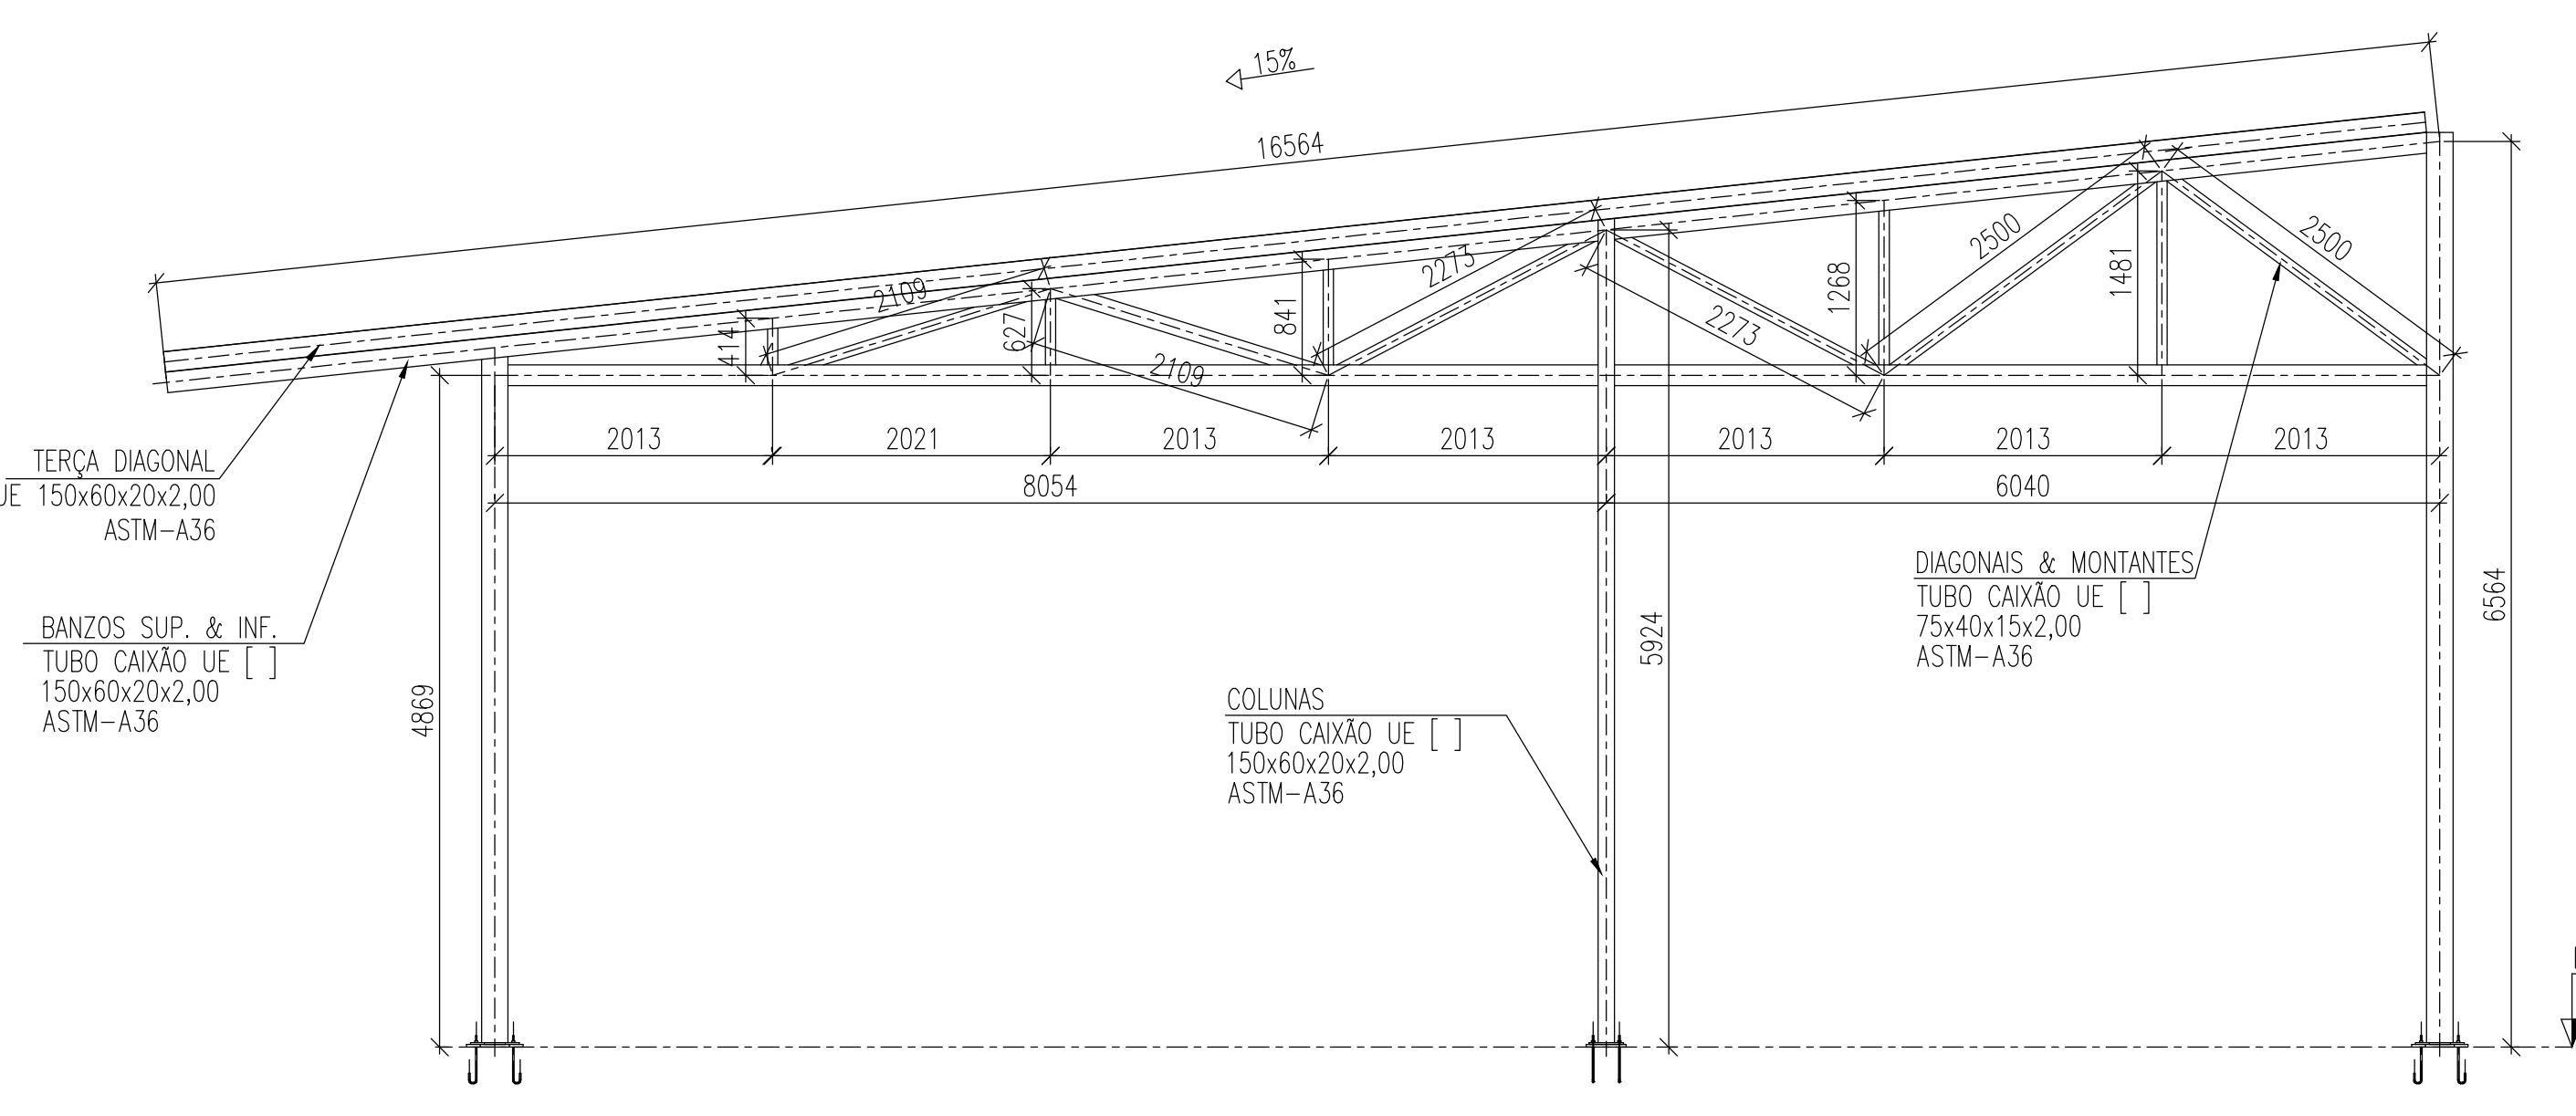 15%
16564
2109
2273
2500
2500
414
627
841
1268
1481
2109
2273
2013
2021
2013
2013
2013
2013
2013
8054
6040
TERÇA DIAGONAL
UE 150x60x20x2,00
ASTM-A36
BANZOS SUP. & INF.
TUBO CAIXÃO UE [ ]
150x60x20x2,00
ASTM-A36
4869
COLUNAS
TUBO CAIXÃO UE [ ]
150x60x20x2,00
ASTM-A36
5924
DIAGONAIS & MONTANTES
TUBO CAIXÃO UE [ ]
75x40x15x2,00
ASTM-A36
6564